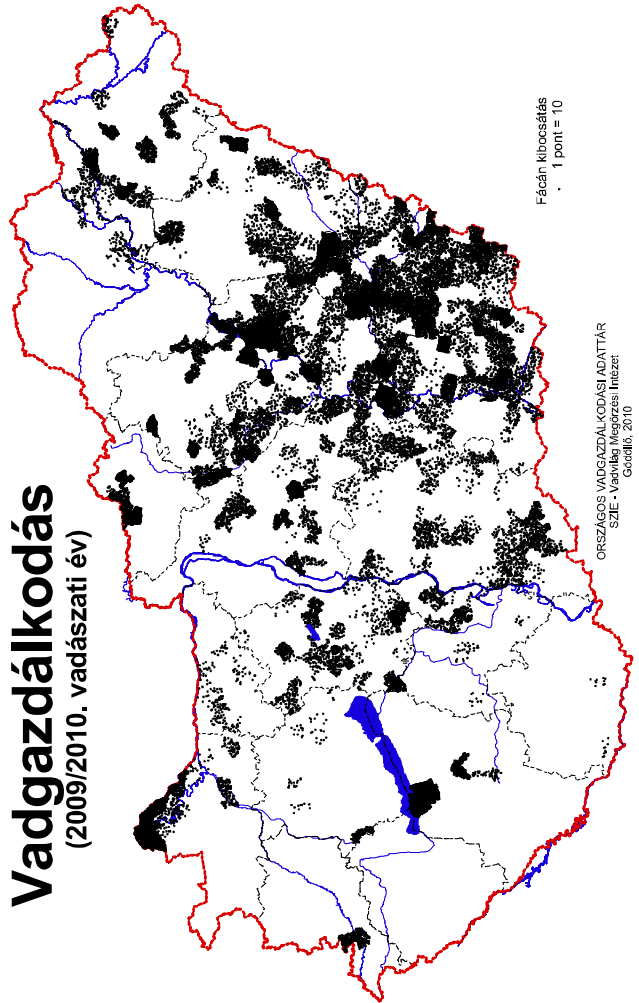 Vadgazdálkodás
(2009/2010. vadászati év)
Fácán kibocsátás
· 1 pont = 10
ORSZÁGOS VADGAZDÁLKODÁSI ADATTÁR
SZIE - Vadvilág Megőrzési Intézet
Gödöllő, 2010